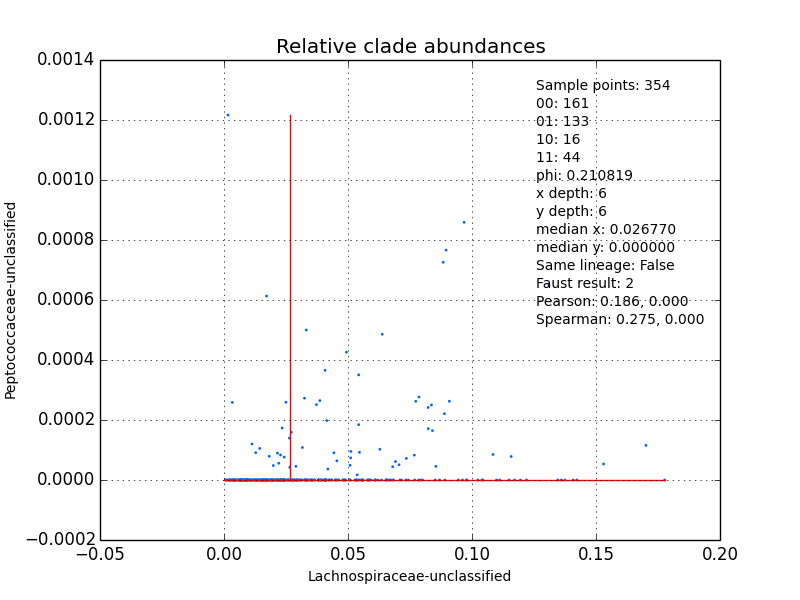 Relative clade abundances
0.0014
0.0012
0.0010
0.0008
0.0006
0.0004
0.0002
0.0000
−0.0002
Peptococcaceae-unclassified
Sample points: 354
00: 161
01: 133
10: 16
11: 44
phi: 0.210819
x depth: 6
y depth: 6
median x: 0.026770
median y: 0.000000
Same lineage: False
Faust result: 2
Pearson: 0.186, 0.000
Spearman: 0.275, 0.000
−0.05 0.00 0.05 0.10 0.15 0.20
Lachnospiraceae-unclassified